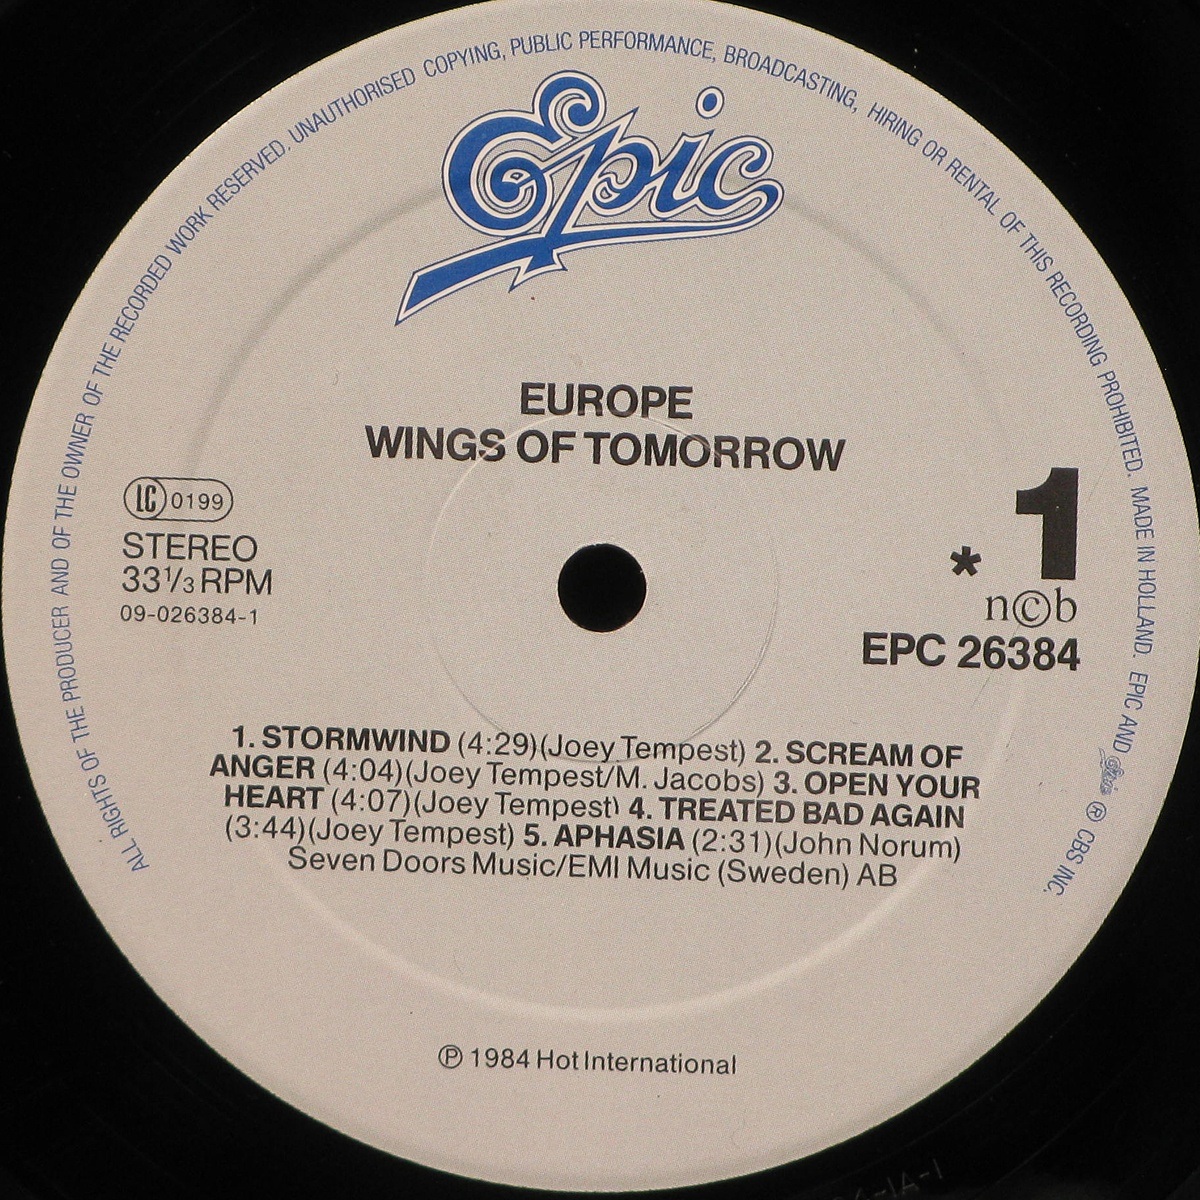 ALL RIGHTS OF THE PRODUCER AND OF THE OWNER OF THE RECORDED WORK RESERVED. UNAUTHORISED COPYING, PUBLIC PERFORMANCE, BROADCASTING, HIRING OR RENTAL OF THIS RECORDING PROHIBITED. MADE IN HOLLAND. EPIC AND Epic ® CBS INC.
Epic
EUROPE
WINGS OF TOMORROW
LC 0199
STEREO
33 1/3 RPM
09-026384-1
1
*
n©b
EPC 26384
1. STORMWIND (4:29)(Joey Tempest) 2. SCREAM OF
ANGER (4:04)(Joey Tempest/M. Jacobs) 3. OPEN YOUR
HEART (4:07)(Joey Tempest) 4. TREATED BAD AGAIN
(3:44)(Joey Tempest) 5. APHASIA (2:31)(John Norum)
Seven Doors Music/EMI Music (Sweden) AB
℗ 1984 Hot International